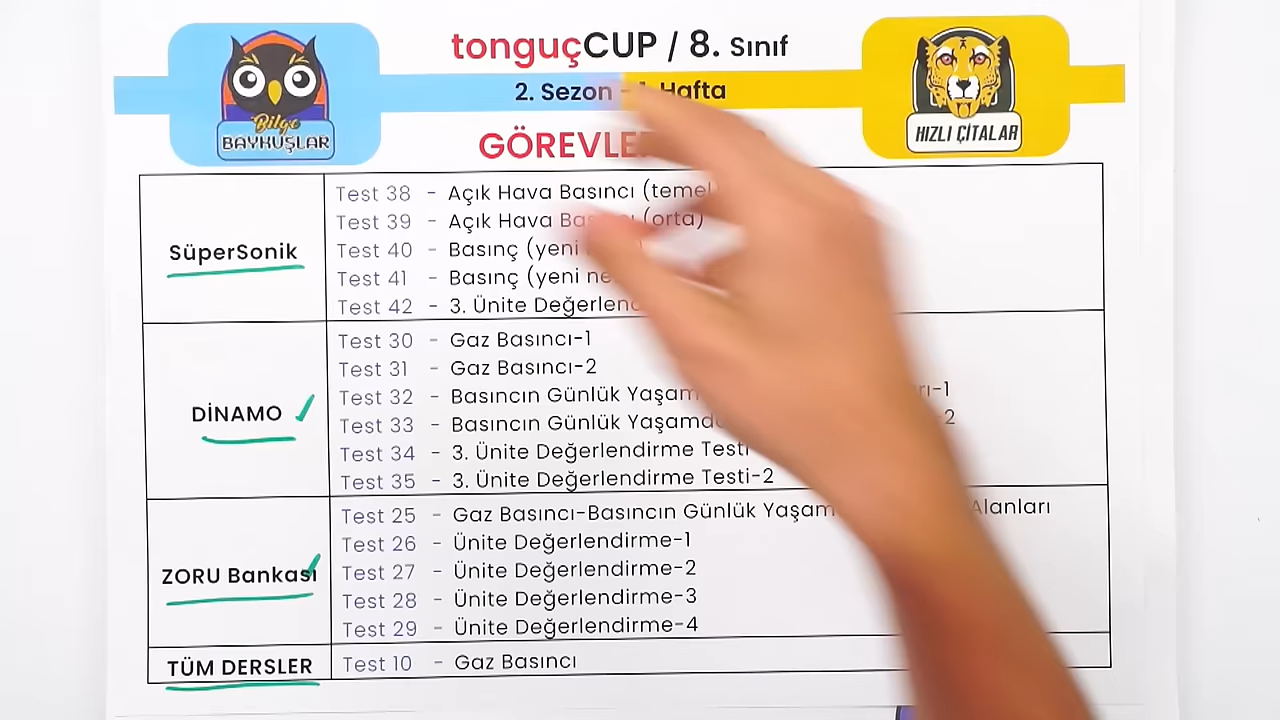 tonguçCUP / 8. Sınıf
2. Sezon - Hafta
Bilge
BAYKUŞLAR
HIZLI ÇİTALAR
GÖREVLE
SüperSonik
Test 38 - Açık Hava Basıncı (temel
Test 39 - Açık Hava (orta)
Test 40 - Basınç (yeni
Test 41 - Basınç (yeni ne
Test 42 - 3. Ünite Değerlend
DİNAMO
Test 30 - Gaz Basıncı-1
Test 31 - Gaz Basıncı-2
Test 32 - Basıncın Günlük Yaşam rı-1
Test 33 - Basıncın Günlük Yaşamda 2
Test 34 - 3. Ünite Değerlendirme Testi
Test 35 - 3. Ünite Değerlendirme Testi-2
ZORU Bankası
Test 25 - Gaz Basıncı-Basıncın Günlük Yaşam Alanları
Test 26 - Ünite Değerlendirme-1
Test 27 - Ünite Değerlendirme-2
Test 28 - Ünite Değerlendirme-3
Test 29 - Ünite Değerlendirme-4
TÜM DERSLER
Test 10 - Gaz Basıncı